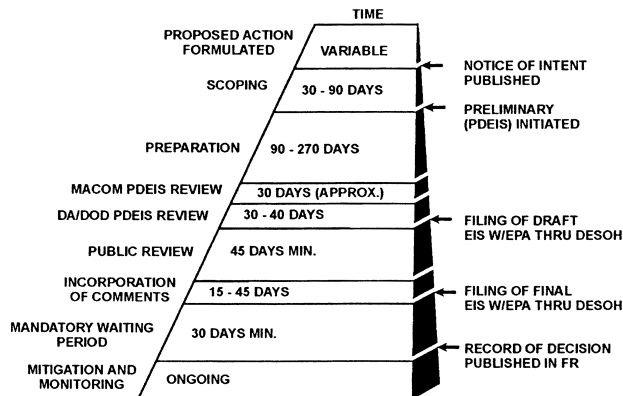 TIME
PROPOSED ACTION
FORMULATED
VARIABLE
NOTICE OF INTENT
PUBLISHED
SCOPING
30 - 90 DAYS
PRELIMINARY
(PDEIS) INITIATED
PREPARATION
90 - 270 DAYS
MACOM PDEIS REVIEW
30 DAYS (APPROX.)
DA/DOD PDEIS REVIEW
30 - 40 DAYS
FILING OF DRAFT
EIS W/EPA THRU DESOH
PUBLIC REVIEW
45 DAYS MIN.
INCORPORATION
OF COMMENTS
15 - 45 DAYS
FILING OF FINAL
EIS W/EPA THRU DESOH
MANDATORY WAITING
PERIOD
30 DAYS MIN.
RECORD OF DECISION
PUBLISHED IN FR
MITIGATION AND
MONITORING
ONGOING